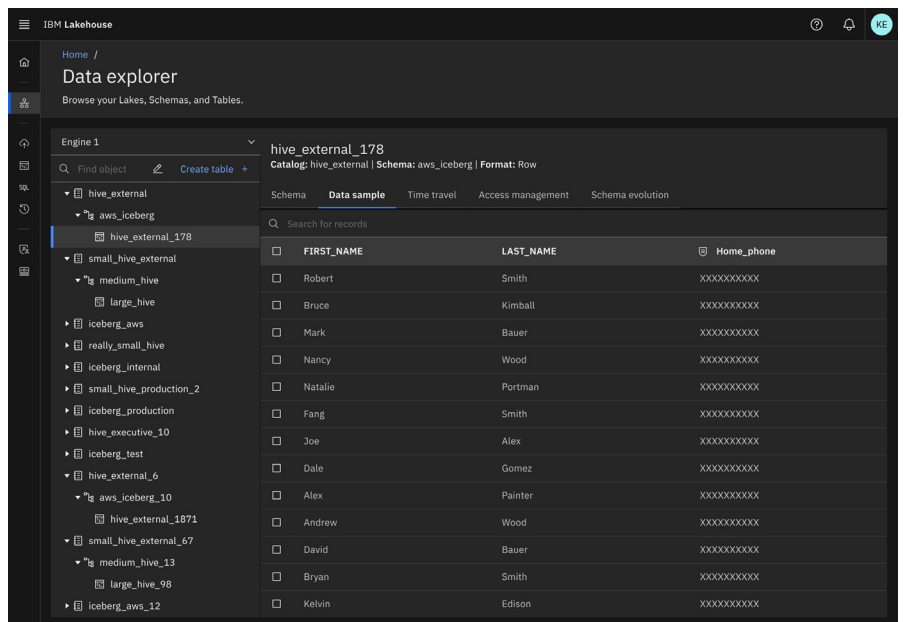 IBM Lakehouse
KE
Home /
Data explorer
Browse your Lakes, Schemas, and Tables.
Engine 1
Find object
Create table +
hive_external
aws_iceberg
hive_external_178
small_hive_external
medium_hive
large_hive
iceberg_aws
really_small_hive
iceberg_internal
small_hive_production_2
iceberg_production
hive_executive_10
iceberg_test
hive_external_6
aws_iceberg_10
hive_external_1871
small_hive_external_67
medium_hive_13
large_hive_98
iceberg_aws_12
SQL
hive_external_178
Catalog: hive_external | Schema: aws_iceberg | Format: Row
Schema Data sample Time travel Access management Schema evolution
Search for records
FIRST_NAME LAST_NAME Home_phone
Robert Smith XXXXXXXXXX
Bruce Kimball XXXXXXXXXX
Mark Bauer XXXXXXXXXX
Nancy Wood XXXXXXXXXX
Natalie Portman XXXXXXXXXX
Fang Smith XXXXXXXXXX
Joe Alex XXXXXXXXXX
Dale Gomez XXXXXXXXXX
Alex Painter XXXXXXXXXX
Andrew Wood XXXXXXXXXX
David Bauer XXXXXXXXXX
Bryan Smith XXXXXXXXXX
Kelvin Edison XXXXXXXXXX